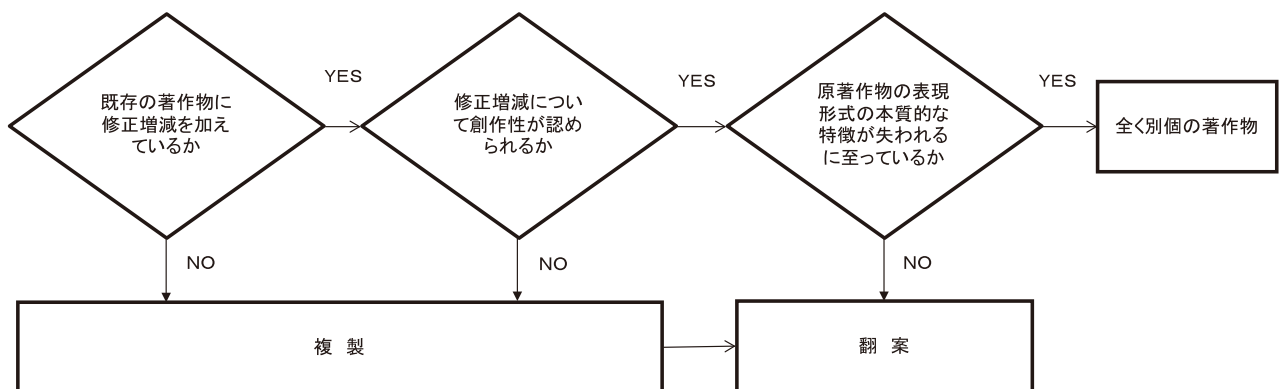 既存の著作物に
修正増減を加え
ているか
YES
修正増減につい
て創作性が認め
られるか
YES
原著作物の表現
形式の本質的な
特徴が失われる
に至っているか
YES
全く別個の著作物
NO
NO
NO
複 製
翻 案